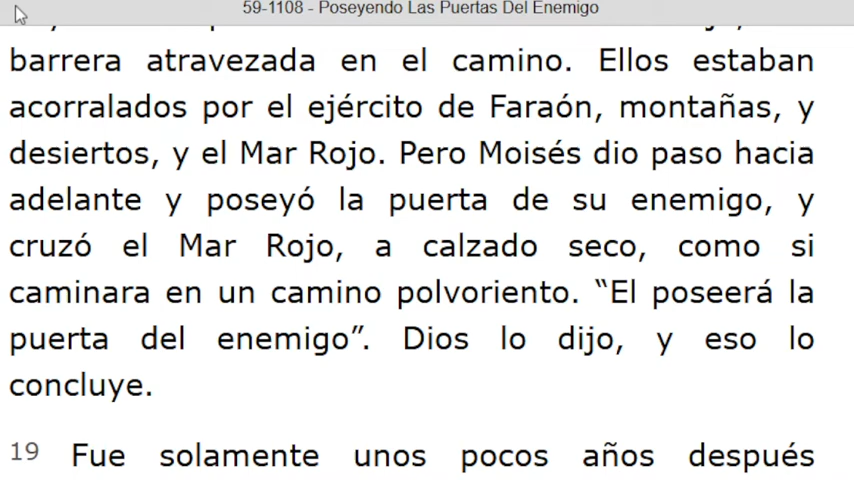 59-1108 - Poseyendo Las Puertas Del Enemigo
barrera atravezada en el camino. Ellos estaban
acorralados por el ejército de Faraón, montañas, y
desiertos, y el Mar Rojo. Pero Moisés dio paso hacia
adelante y poseyó la puerta de su enemigo, y
cruzó el Mar Rojo, a calzado seco, como si
caminara en un camino polvoriento. “El poseerá la
puerta del enemigo”. Dios lo dijo, y eso lo
concluye.
19 Fue solamente unos pocos años después